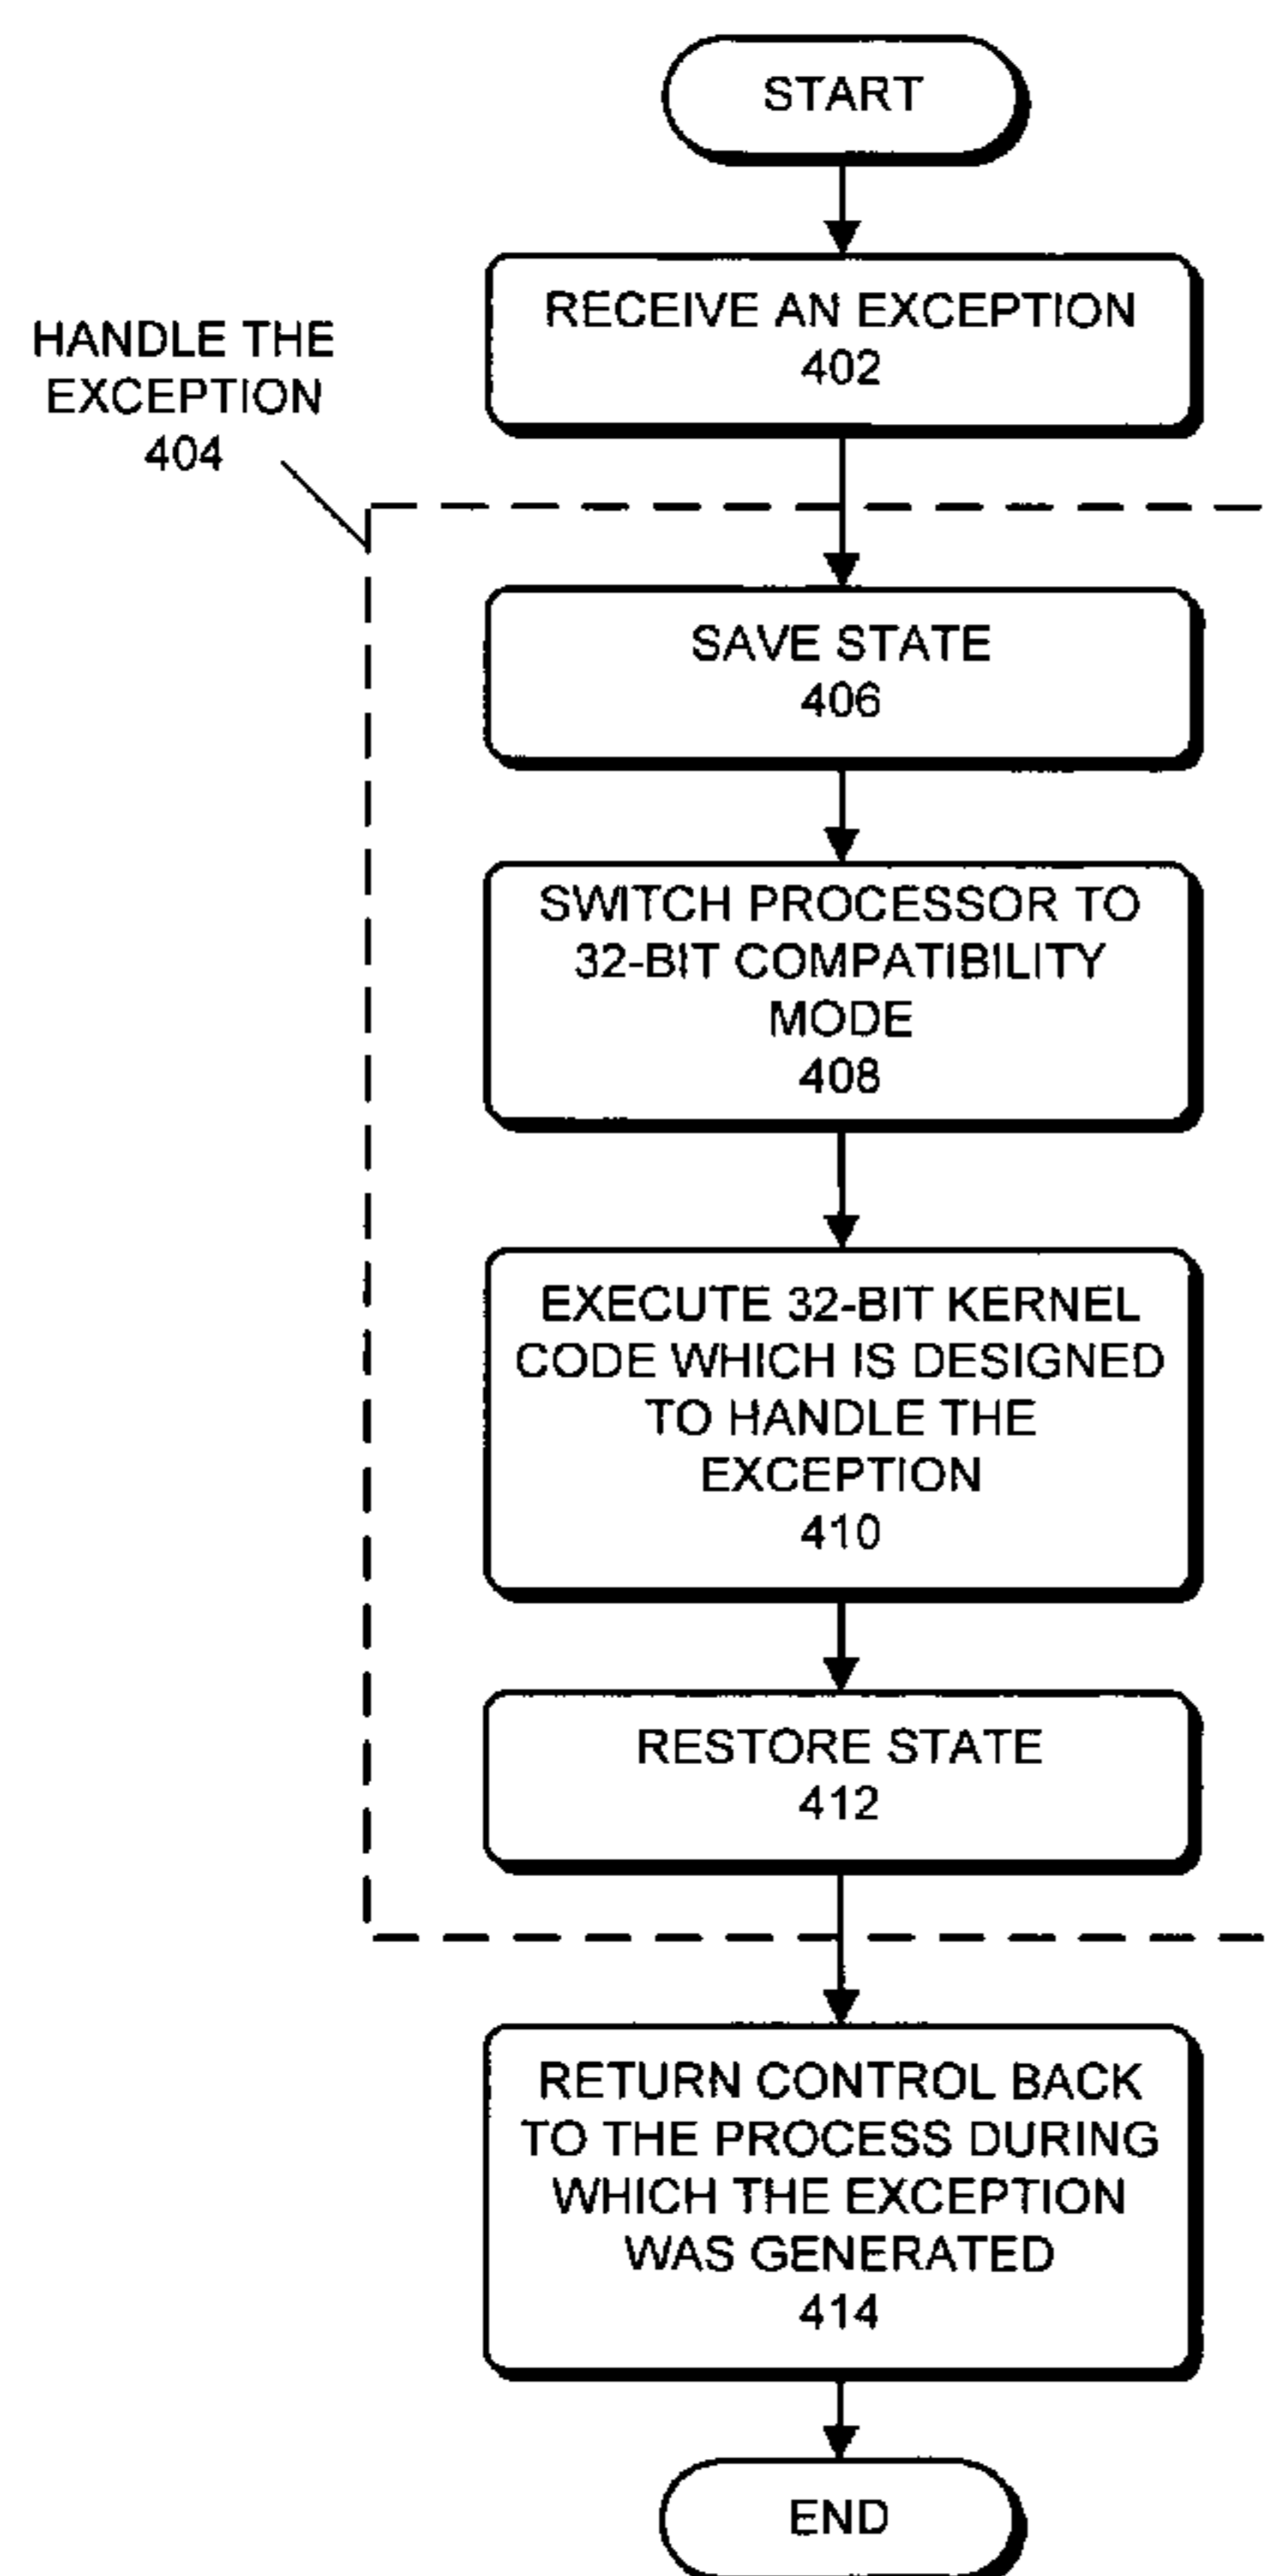 START
RECEIVE AN EXCEPTION
402
HANDLE THE
EXCEPTION
404
SAVE STATE
406
SWITCH PROCESSOR TO
32-BIT COMPATIBILITY
MODE
408
EXECUTE 32-BIT KERNEL
CODE WHICH IS DESIGNED
TO HANDLE THE
EXCEPTION
410
RESTORE STATE
412
RETURN CONTROL BACK
TO THE PROCESS DURING
WHICH THE EXCEPTION
WAS GENERATED
414
END